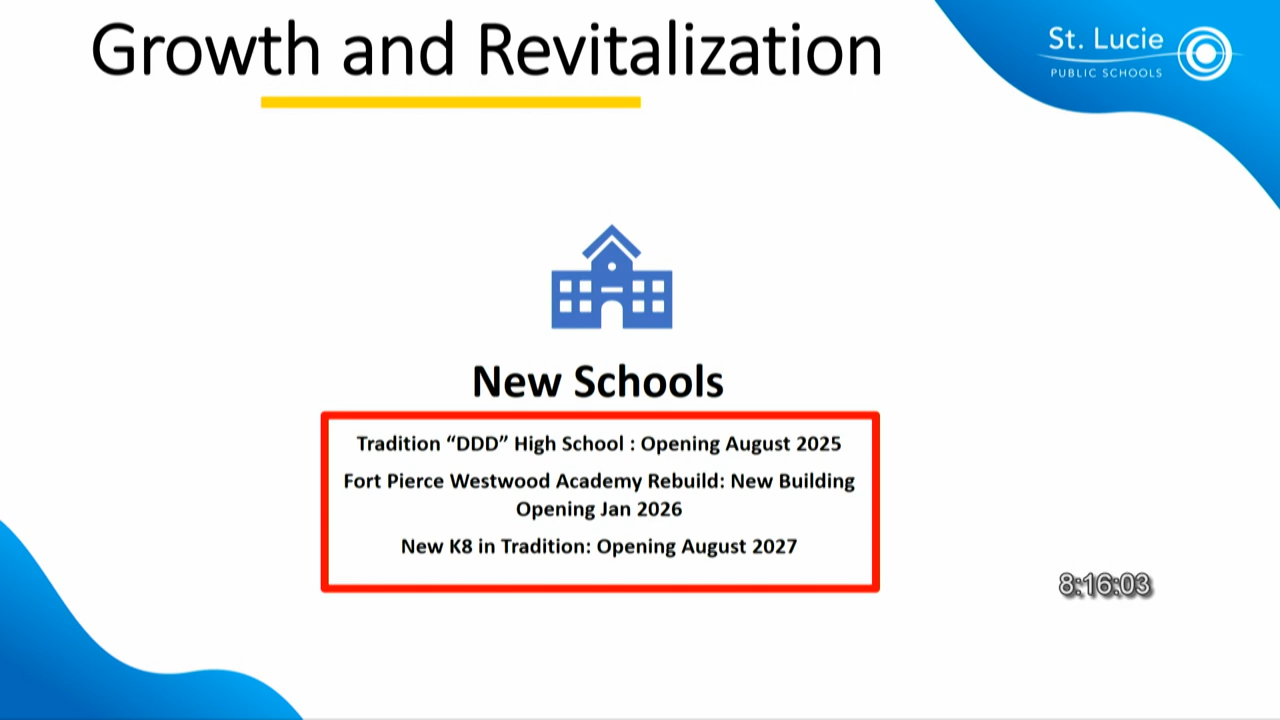 Growth and Revitalization
St. Lucie
PUBLIC SCHOOLS
New Schools
Tradition “DDD” High School : Opening August 2025
Fort Pierce Westwood Academy Rebuild: New Building
Opening Jan 2026
New K8 in Tradition: Opening August 2027
8:16:03